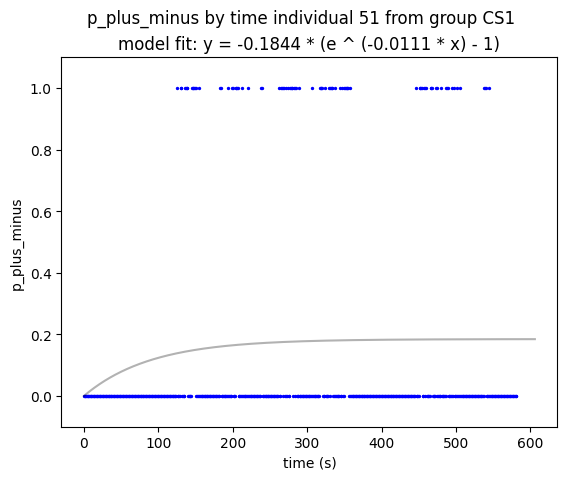 p_plus_minus by time individual 51 from group CS1
model fit: y = -0.1844 * (e ^ (-0.0111 * x) - 1)
1.0
0.8
0.6
0.4
0.2
0.0
p_plus_minus
0 100 200 300 400 500 600
time (s)